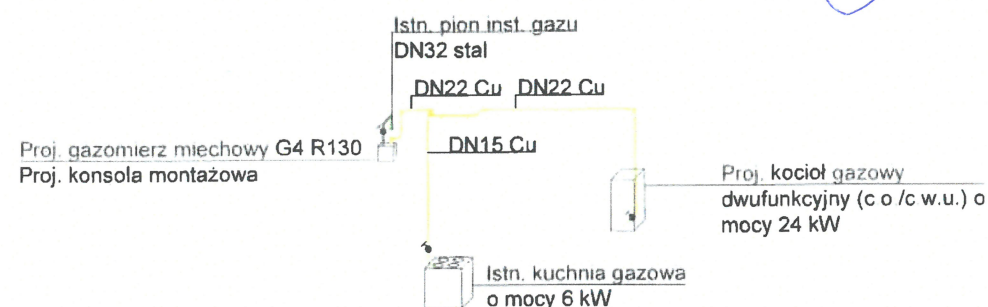 Istn. pion inst. gazu
DN32 stal
DN22 Cu DN22 Cu
Proj. gazomierz miechowy G4 R130
Proj. konsola montażowa
DN15 Cu
Proj. kocioł gazowy
dwufunkcyjny (c o /c w.u.) o
mocy 24 kW
Istn. kuchnia gazowa
o mocy 6 kW